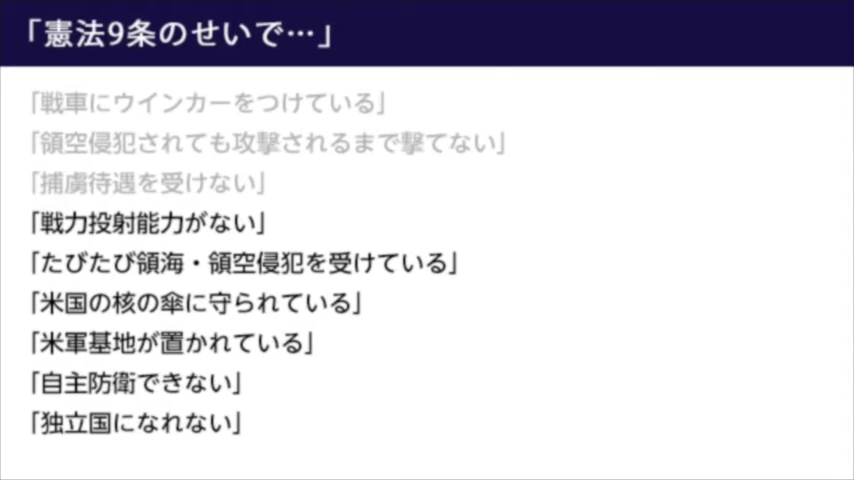 「憲法9条のせいで…」
「戦車にウインカーをつけている」
「領空侵犯されても攻撃されるまで撃てない」
「捕虜待遇を受けない」
「戦力投射能力がない」
「たびたび領海・領空侵犯を受けている」
「米国の核の傘に守られている」
「米軍基地が置かれている」
「自主防衛できない」
「独立国になれない」